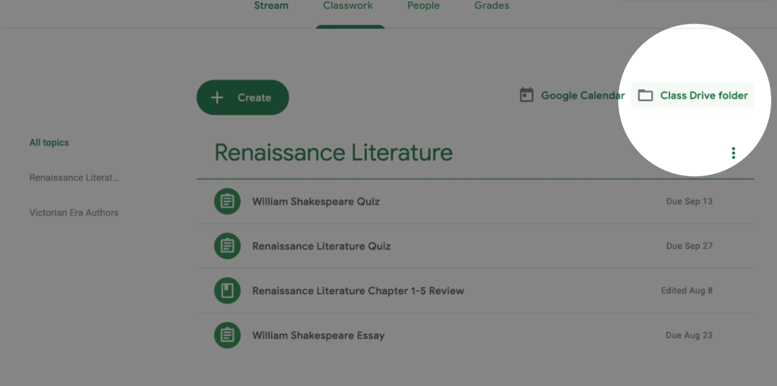 Stream Classwork People Grades
+ Create
Google Calendar Class Drive folder
All topics
Renaissance Literat...
Victorian Era Authors
Renaissance Literature
William Shakespeare Quiz Due Sep 13
Renaissance Literature Quiz Due Sep 27
Renaissance Literature Chapter 1-5 Review Edited Aug 8
William Shakespeare Essay Due Aug 23